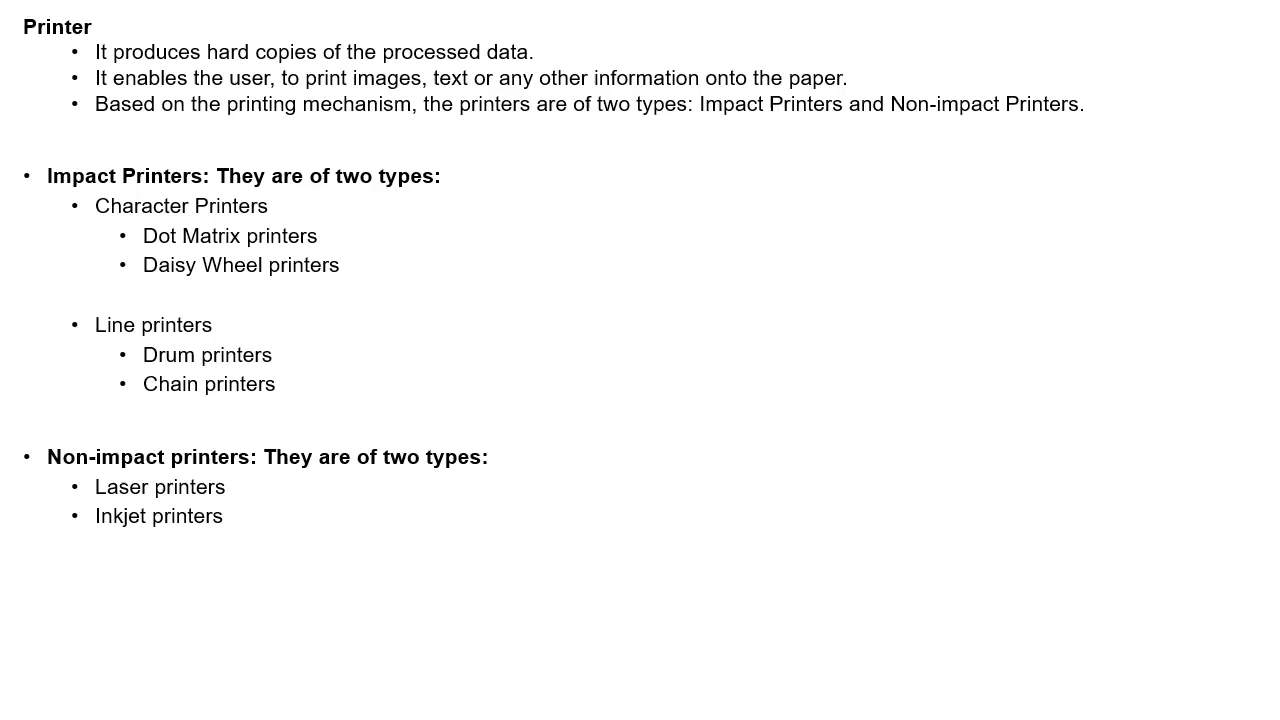 Printer
• It produces hard copies of the processed data.
• It enables the user, to print images, text or any other information onto the paper.
• Based on the printing mechanism, the printers are of two types: Impact Printers and Non-impact Printers.
• Impact Printers: They are of two types:
• Character Printers
• Dot Matrix printers
• Daisy Wheel printers
• Line printers
• Drum printers
• Chain printers
• Non-impact printers: They are of two types:
• Laser printers
• Inkjet printers